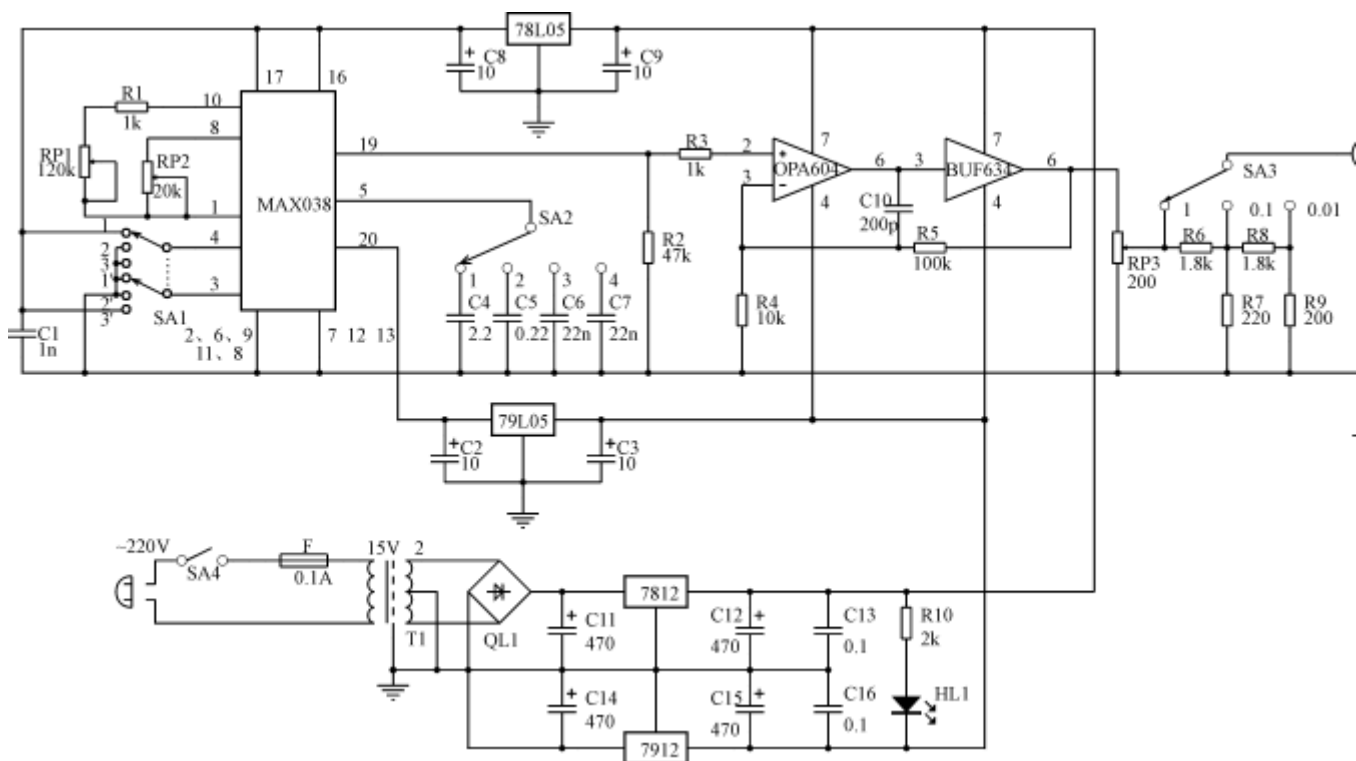 78L05
C8
10
C9
10
17
16
R1
1k
10
8
RP1
120k
RP2
20k
MAX038
1
4
3
2
3
1'
2'
3'
SA1
C1
1n
2、6、9
11、8
7 12 13
19
5
20
SA2
1
2
3
4
C4
2.2
C5
0.22
C6
22n
C7
22n
R2
47k
R3
1k
2
3
+
−
OPA604
7
4
6
3
C10
200p
R5
100k
R4
10k
BUF634
7
4
6
RP3
200
SA3
1
0.1
0.01
R6
1.8k
R8
1.8k
R7
220
R9
200
79L05
+
C2
10
+
C3
10
~220V
SA4
F
0.1A
15V
2
T1
QL1
7812
+
C11
470
C12
+
470
C13
0.1
R10
2k
+
C14
470
C15
+
470
C16
0.1
HL1
7912